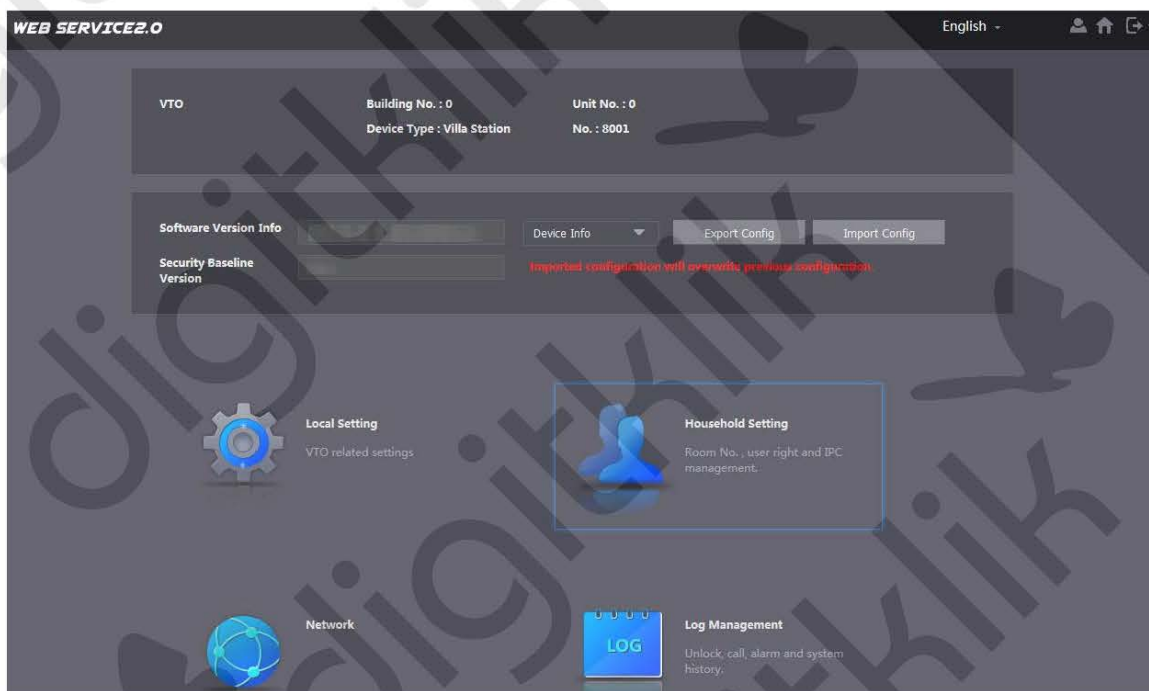 WEB SERVICE2.0
English
VTO
Building No. : 0
Unit No. : 0
Device Type : Villa Station
No. : 8001
Software Version Info
Device Info
Export Config
Import Config
Security Baseline
Version
Imported configuration will overwrite previous configuration.
Local Setting
VTO related settings
Household Setting
Room No. , user right and IPC
management.
Network
LOG
Log Management
Unlock, call, alarm and system
history.
digitklik
digitklik
digitklik